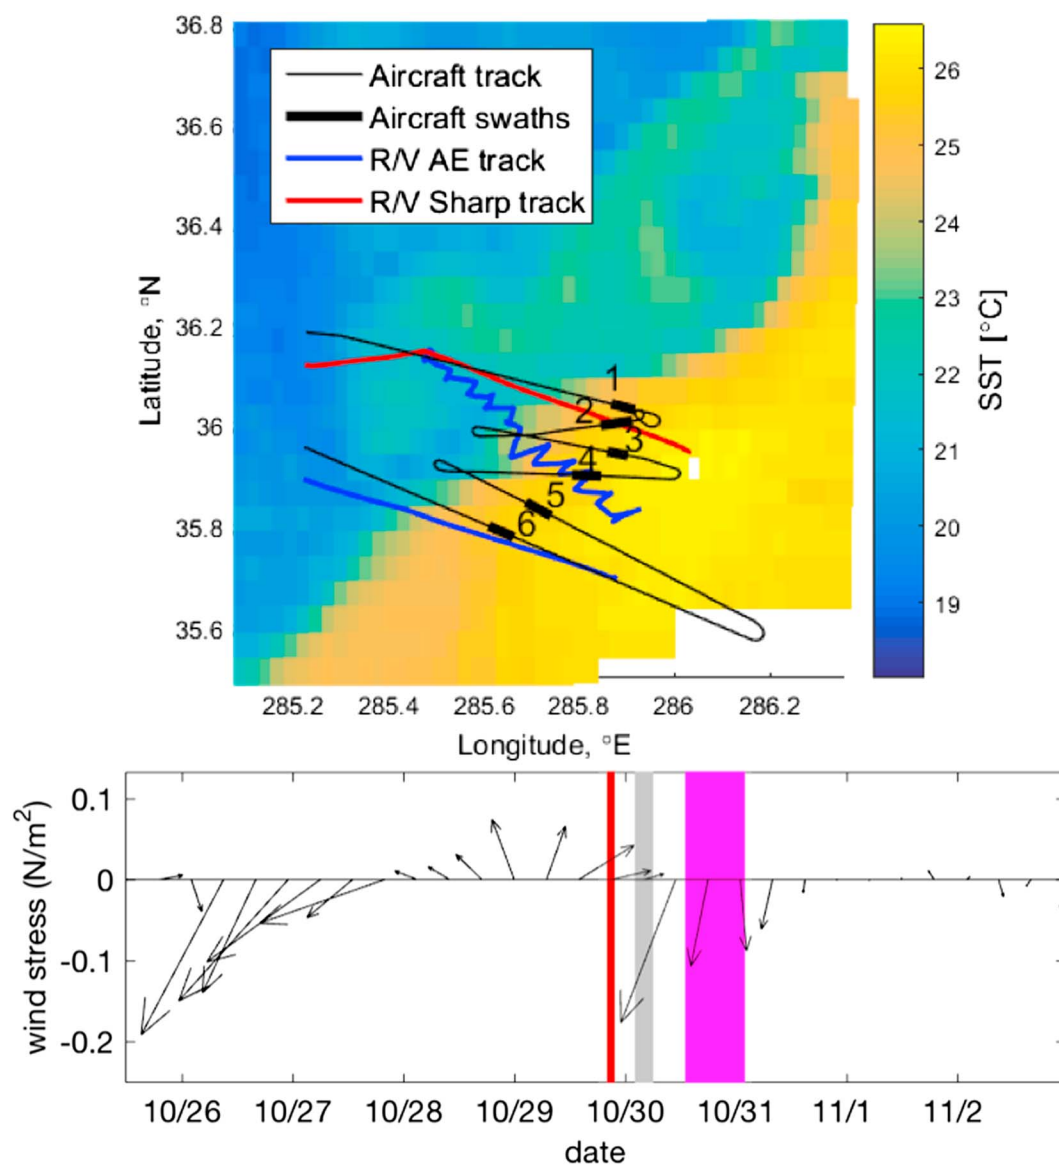 36.8
36.6
36.4
36.2
36
35.8
35.6
Latitude, °N
Aircraft track
Aircraft swaths
R/V AE track
R/V Sharp track
1
2
3
4
5
6
285.2 285.4 285.6 285.8 286 286.2
Longitude, °E
26
25
24
23
22
21
20
19
SST [°C]
0.1
0
-0.1
-0.2
wind stress (N/m²)
10/26 10/27 10/28 10/29 10/30 10/31 11/1 11/2
date